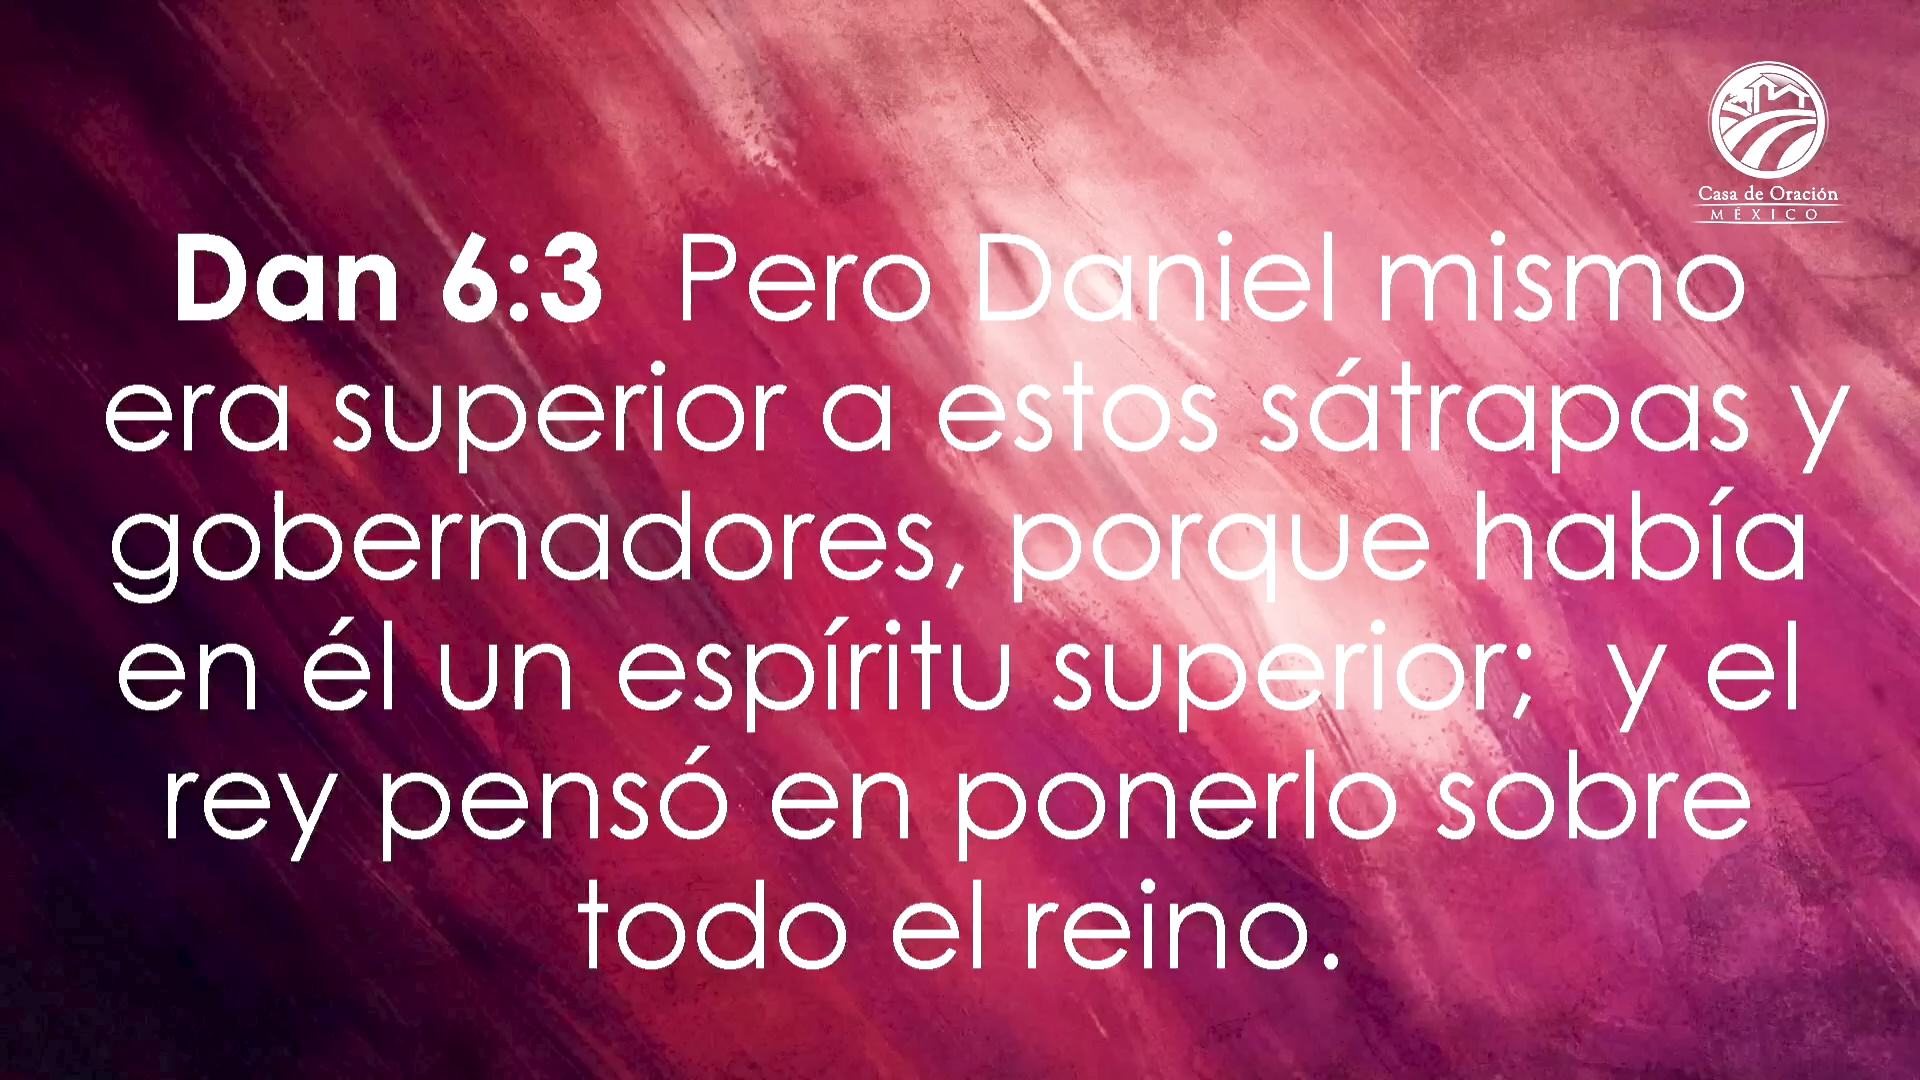 Casa de Oración
MÉXICO
Dan 6:3 Pero Daniel mismo
era superior a estos sátrapas y
gobernadores, porque había
en él un espíritu superior; y el
rey pensó en ponerlo sobre
todo el reino.